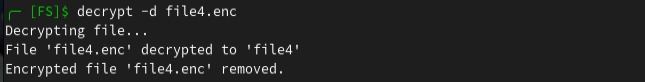 ╭─ [FS]$ decrypt -d file4.enc
Decrypting file...
File 'file4.enc' decrypted to 'file4'
Encrypted file 'file4.enc' removed.